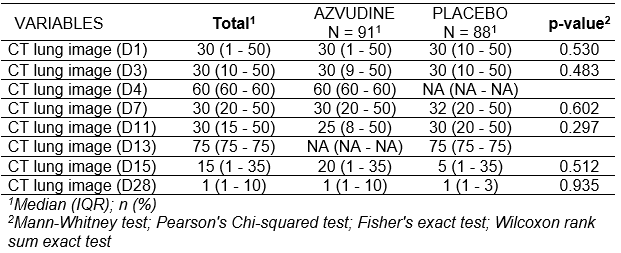 VARIABLES Total¹ AZVUDINE N = 91¹ PLACEBO N = 88¹ p-value²
CT lung image (D1) 30 (1 - 50) 30 (1 - 50) 30 (10 - 50) 0.530
CT lung image (D3) 30 (10 - 50) 30 (9 - 50) 30 (10 - 50) 0.483
CT lung image (D4) 60 (60 - 60) 60 (60 - 60) NA (NA - NA)
CT lung image (D7) 30 (20 - 50) 30 (20 - 50) 32 (20 - 50) 0.602
CT lung image (D11) 30 (15 - 50) 25 (8 - 50) 30 (20 - 50) 0.297
CT lung image (D13) 75 (75 - 75) NA (NA - NA) 75 (75 - 75)
CT lung image (D15) 15 (1 - 35) 20 (1 - 35) 5 (1 - 35) 0.512
CT lung image (D28) 1 (1 - 10) 1 (1 - 10) 1 (1 - 3) 0.935
¹Median (IQR); n (%)
²Mann-Whitney test; Pearson's Chi-squared test; Fisher's exact test; Wilcoxon rank
sum exact test